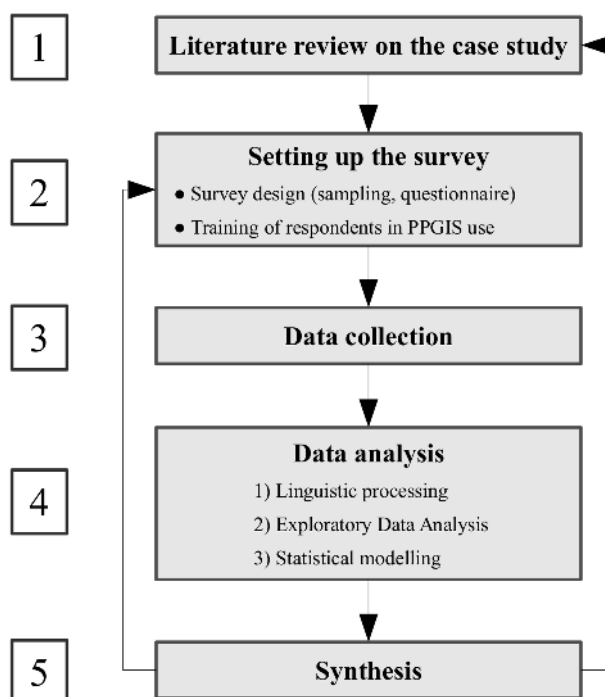 1
Literature review on the case study
2
Setting up the survey
● Survey design (sampling, questionnaire)
● Training of respondents in PPGIS use
3
Data collection
4
Data analysis
1) Linguistic processing
2) Exploratory Data Analysis
3) Statistical modelling
5
Synthesis